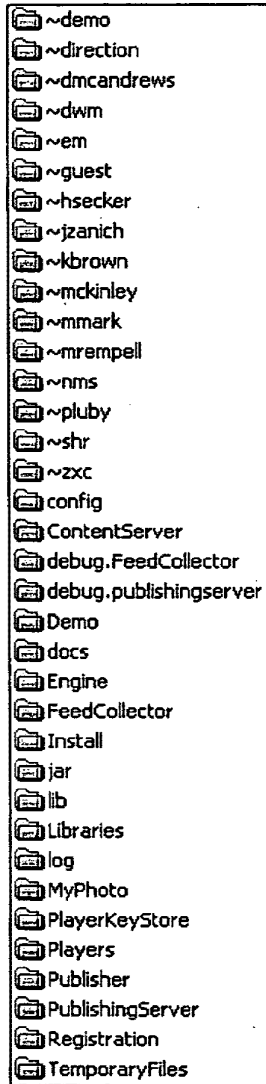 ~demo
~direction
~dmcandrews
~dwm
~em
~guest
~hsecker
~jzanich
~kbrown
~mckinley
~mmark
~mrempell
~nms
~pluby
~shr
~zxc
config
ContentServer
debug.FeedCollector
debug.publishingserver
Demo
docs
Engine
FeedCollector
Install
jar
lib
Libraries
log
MyPhoto
PlayerKeyStore
Players
Publisher
PublishingServer
Registration
TemporaryFiles